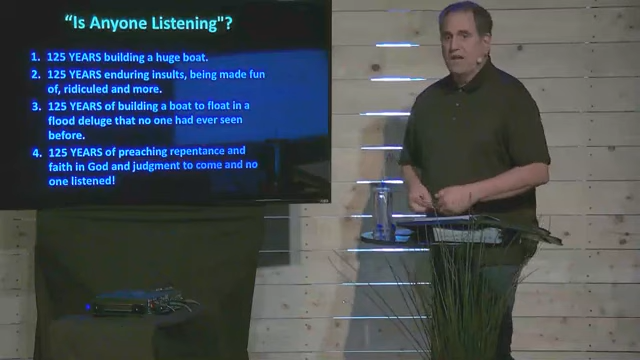 “Is Anyone Listening"?
1. 125 YEARS building a huge boat.
2. 125 YEARS enduring insults, being made fun
of, ridiculed and more.
3. 125 YEARS of building a boat to float in a
flood deluge that no one had ever seen
before.
4. 125 YEARS of preaching repentance and
faith in God and judgment to come and no
one listened!